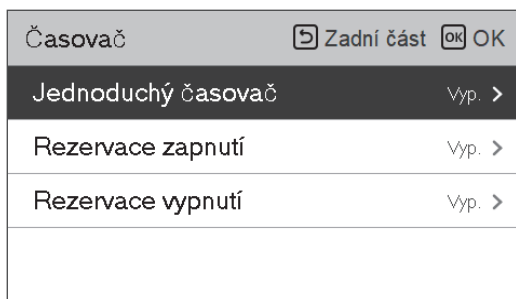 Časovač Zadní část OK OK
Jednoduchý časovač Vyp. >
Rezervace zapnutí Vyp. >
Rezervace vypnutí Vyp. >